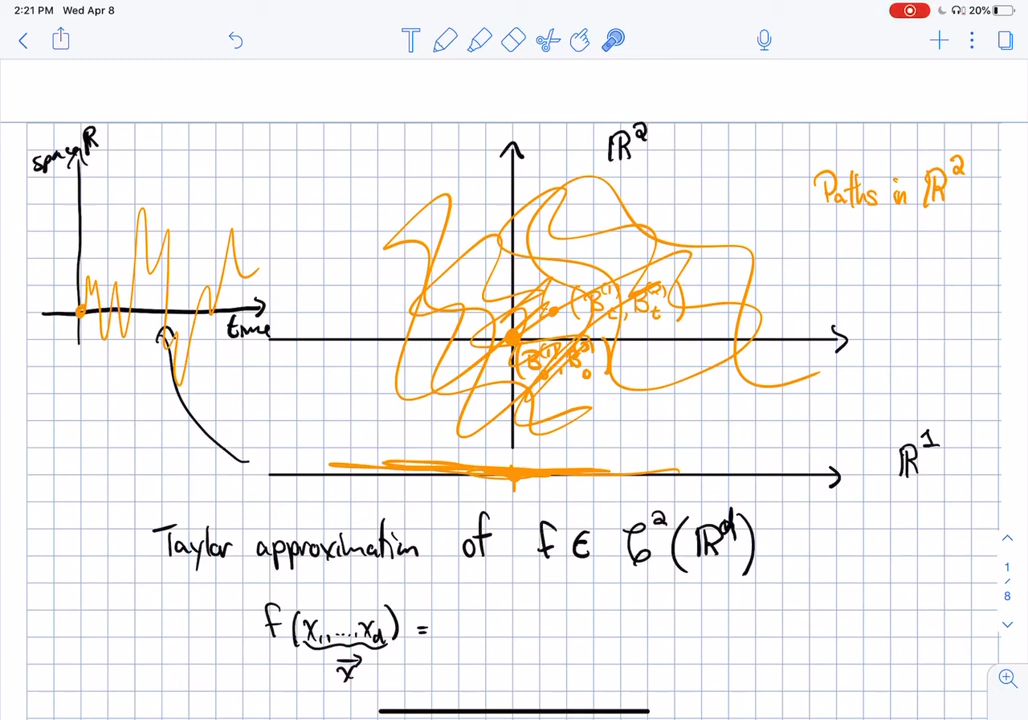 2:21 PM Wed Apr 8
20%
space
R
ℝ²
Paths in ℝ²
time
(B_t^(1), B_t^(2))
(B_0^(1), B_0^(2))
ℝ¹
Taylor approximation of f ∈ 𝒞²(ℝ^d)
f(x₁,...,x_d) =
x⃗
1
/
8